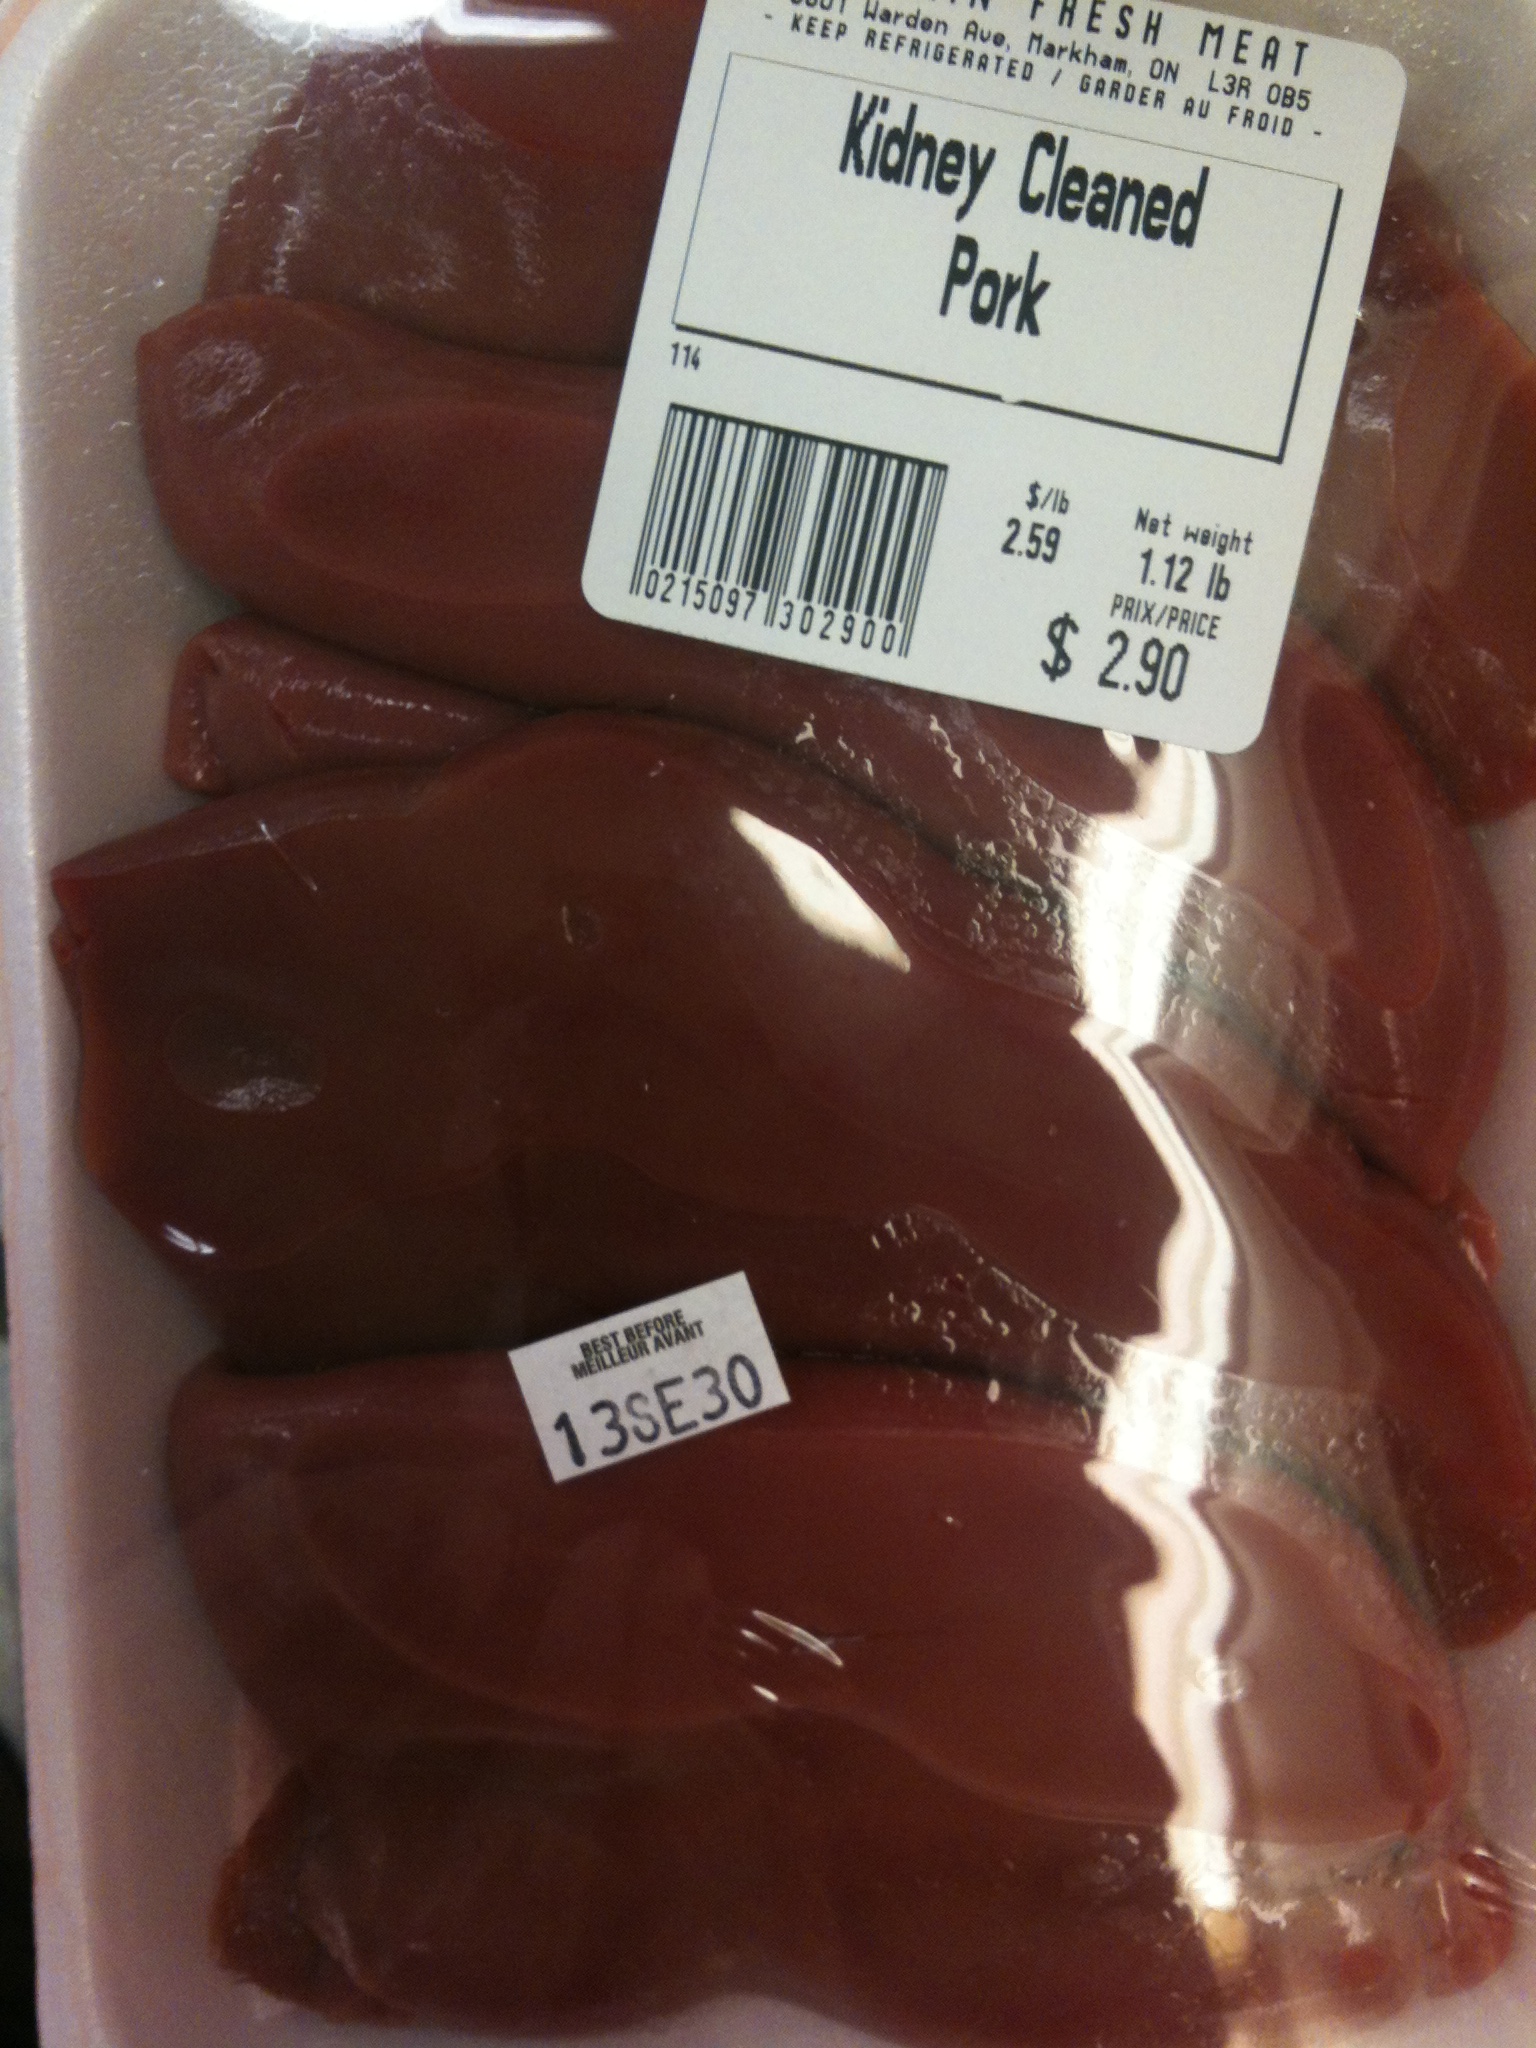 FRESH MEAT
Warden Ave, Markham, ON L3R 0B5
- KEEP REFRIGERATED / GARDER AU FROID -
Kidney Cleaned
Pork
114
$/lb Net weight
2.59 1.12 lb
PRIX/PRICE
$ 2.90
0215097 302900
BEST BEFORE
MEILLEUR AVANT
13SE30